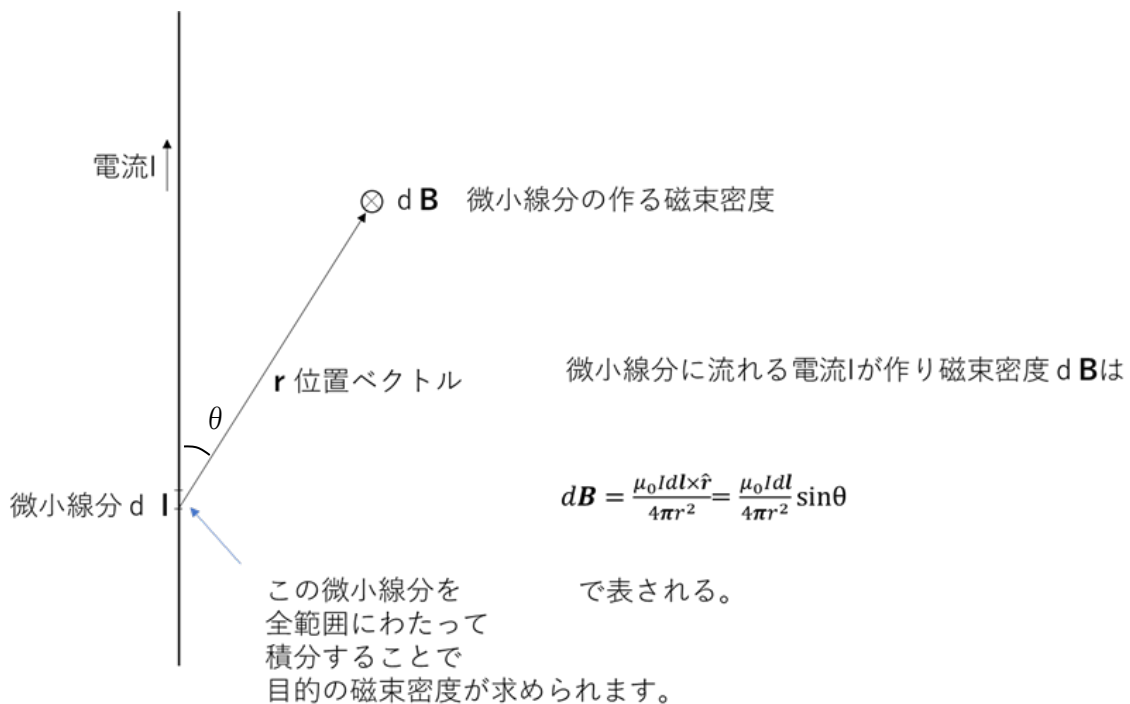 電流I
d B 微小線分の作る磁束密度
r 位置ベクトル
微小線分に流れる電流Iが作り磁束密度d Bは
θ
微小線分d l
dB = μ₀Idl×r̂/4πr² = μ₀Idl/4πr² sinθ
この微小線分を
全範囲にわたって
積分することで
目的の磁束密度が求められます。
で表される。